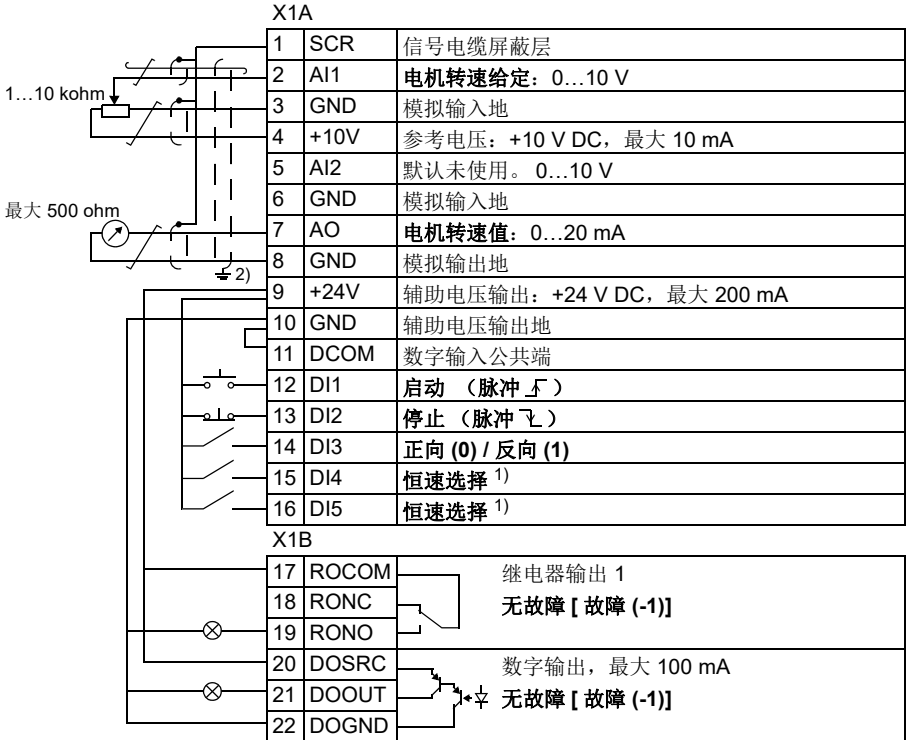 X1A
1 SCR 信号电缆屏蔽层
2 AI1 电机转速给定：0…10 V
1…10 kohm
3 GND 模拟输入地
4 +10V 参考电压：+10 V DC，最大 10 mA
5 AI2 默认未使用。 0…10 V
6 GND 模拟输入地
最大 500 ohm
7 AO 电机转速值：0…20 mA
8 GND 模拟输出地
2)
9 +24V 辅助电压输出：+24 V DC，最大 200 mA
10 GND 辅助电压输出地
11 DCOM 数字输入公共端
12 DI1 启动 （脉冲 ）
13 DI2 停止 （脉冲 ）
14 DI3 正向 (0) / 反向 (1)
15 DI4 恒速选择 1)
16 DI5 恒速选择 1)
X1B
17 ROCOM 继电器输出 1
18 RONC 无故障 [ 故障 (-1)]
19 RONO
20 DOSRC 数字输出，最大 100 mA
21 DOOUT 无故障 [ 故障 (-1)]
22 DOGND